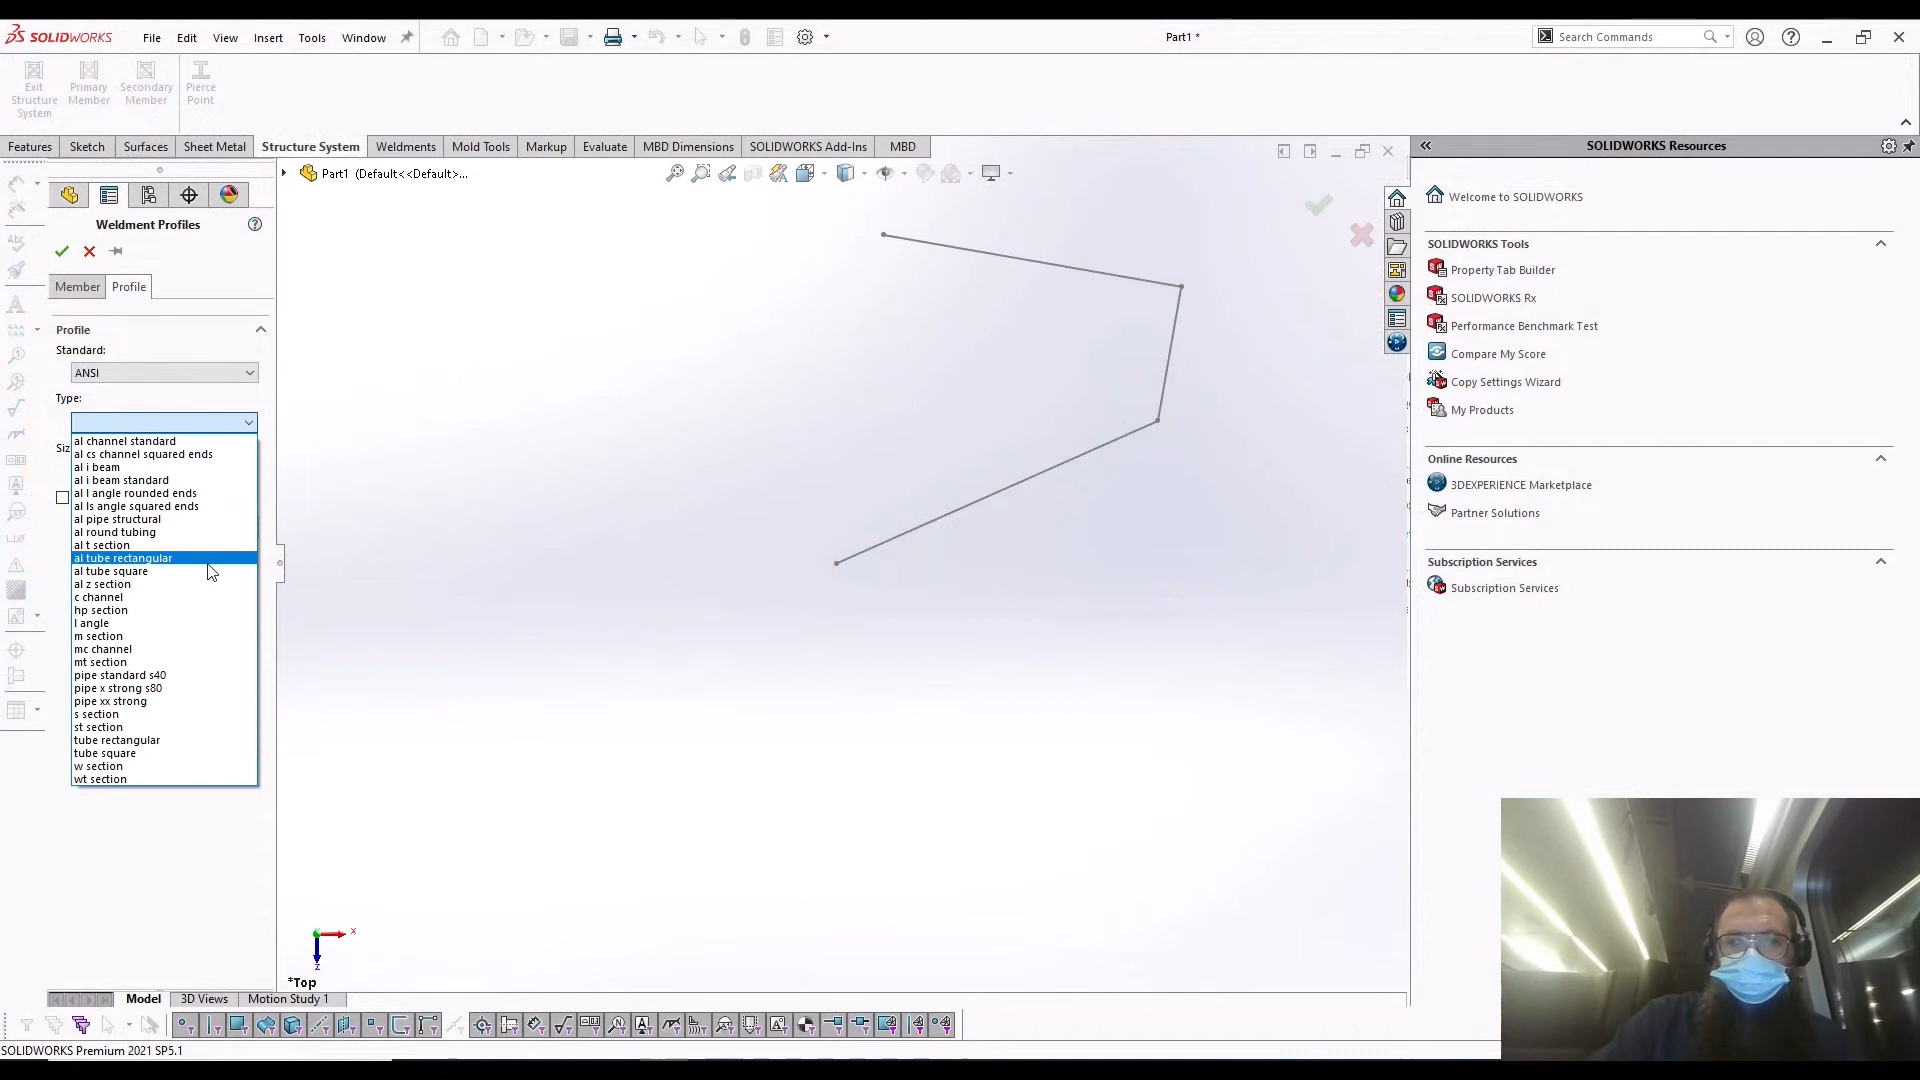 SOLIDWORKS File Edit View Insert Tools Window Part1 * Search Commands
Exit Structure System
Primary Member
Secondary Member
Pierce Point
Features Sketch Surfaces Sheet Metal Structure System Weldments Mold Tools Markup Evaluate MBD Dimensions SOLIDWORKS Add-Ins MBD
Part1 (Default<<Default>...
Weldment Profiles
Member Profile
Profile
Standard:
ANSI
Type:
Siz
al channel standard
al cs channel squared ends
al i beam
al i beam standard
al l angle rounded ends
al ls angle squared ends
al pipe structural
al round tubing
al t section
al tube rectangular
al tube square
al z section
c channel
hp section
l angle
m section
mc channel
mt section
pipe standard s40
pipe x strong s80
pipe xx strong
s section
st section
tube rectangular
tube square
w section
wt section
x
z
*Top
Model 3D Views Motion Study 1
SOLIDWORKS Premium 2021 SP5.1
SOLIDWORKS Resources
Welcome to SOLIDWORKS
SOLIDWORKS Tools
Property Tab Builder
SOLIDWORKS Rx
Performance Benchmark Test
Compare My Score
Copy Settings Wizard
My Products
Online Resources
3DEXPERIENCE Marketplace
Partner Solutions
Subscription Services
Subscription Services